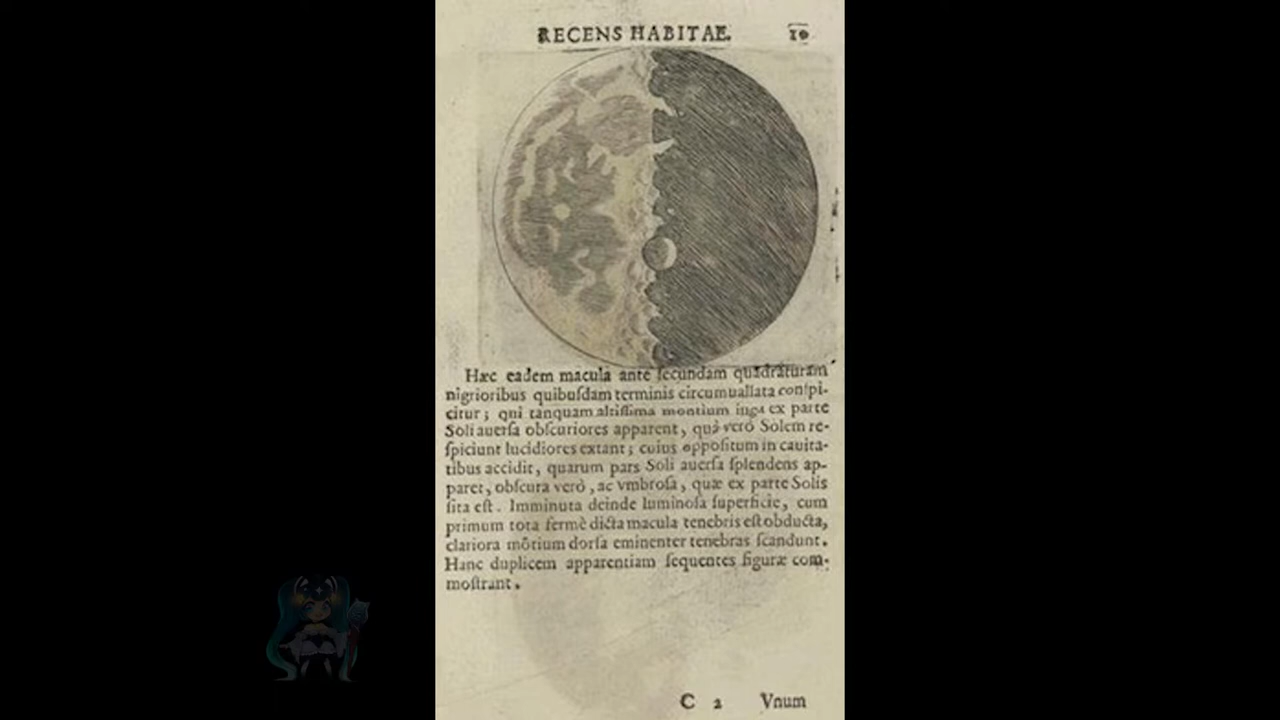 RECENS HABITAE. 10
Hæc eadem macula ante ſecundam quadraturam
nigrioribus quibuſdam terminis circumuallata conſpi-
citur; qui tanquam altiſſima montium iuga ex parte
Soli auerſa obſcuriores apparent, quà verò Solem re-
ſpiciunt lucidiores extant; cuius oppoſitum in cauita-
tibus accidit, quarum pars Soli auerſa ſplendens ap-
paret, obſcura verò, ac vmbroſa, quæ ex parte Solis
ſita eſt. Imminuta deinde luminoſa ſuperficie, cum
primum tota fermè dicta macula tenebris eſt obducta,
clariora mõtium dorſa eminenter tenebras ſcandunt.
Hanc duplicem apparentiam ſequentes figuræ com-
moſtrant.
C 2 Vnum